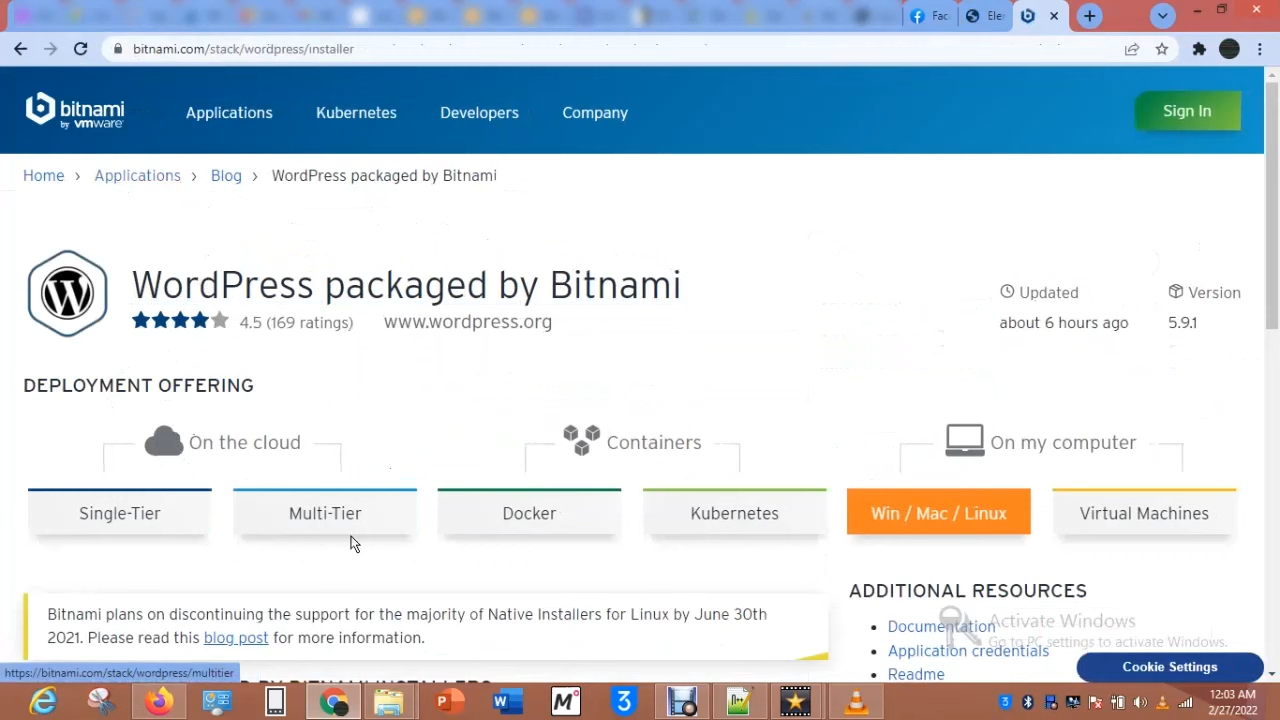 Fac
Ele
bitnami.com/stack/wordpress/installer
bitnami
by vmware
Applications
Kubernetes
Developers
Company
Sign In
Home > Applications > Blog > WordPress packaged by Bitnami
WordPress packaged by Bitnami
4.5 (169 ratings)
www.wordpress.org
Updated
about 6 hours ago
Version
5.9.1
DEPLOYMENT OFFERING
On the cloud
Containers
On my computer
Single-Tier
Multi-Tier
Docker
Kubernetes
Win / Mac / Linux
Virtual Machines
Bitnami plans on discontinuing the support for the majority of Native Installers for Linux by June 30th
2021. Please read this blog post for more information.
ADDITIONAL RESOURCES
Documentation
Application credentials
Readme
Activate Windows
Go to PC settings to activate Windows.
Cookie Settings
https://bitnami.com/stack/wordpress/multitier
12:03 AM
2/27/2022